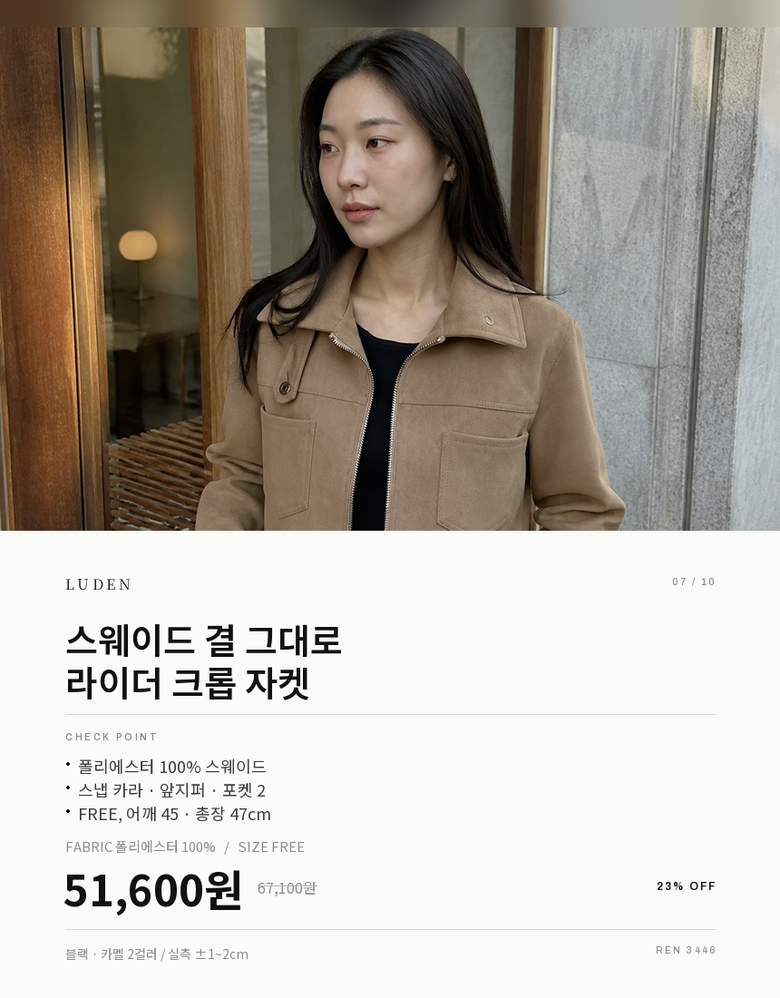 LUDEN
07 / 10
스웨이드 결 그대로
라이더 크롭 자켓
CHECK POINT
• 폴리에스터 100% 스웨이드
• 스냅 카라 · 앞지퍼 · 포켓 2
• FREE, 어깨 45 · 총장 47cm
FABRIC 폴리에스터 100% / SIZE FREE
51,600원 67,100원
23% OFF
블랙 · 카멜 2컬러 / 실측 ±1~2cm
REN 3446